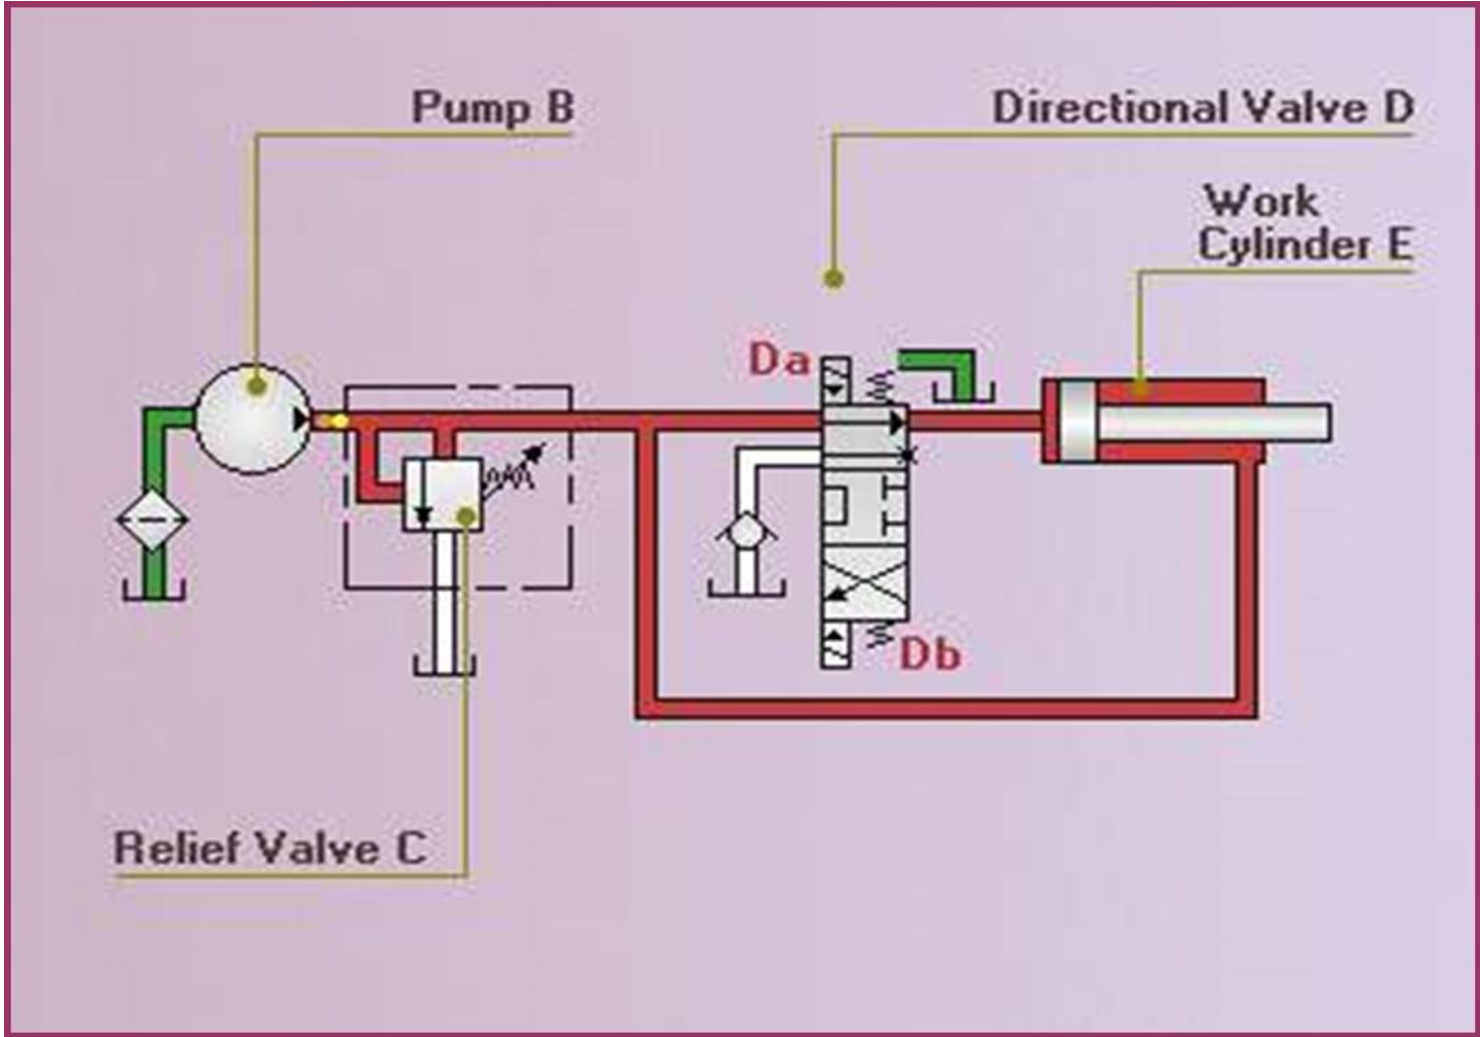 Pump B
Directional Valve D
Work
Cylinder E
Da
Db
Relief Valve C